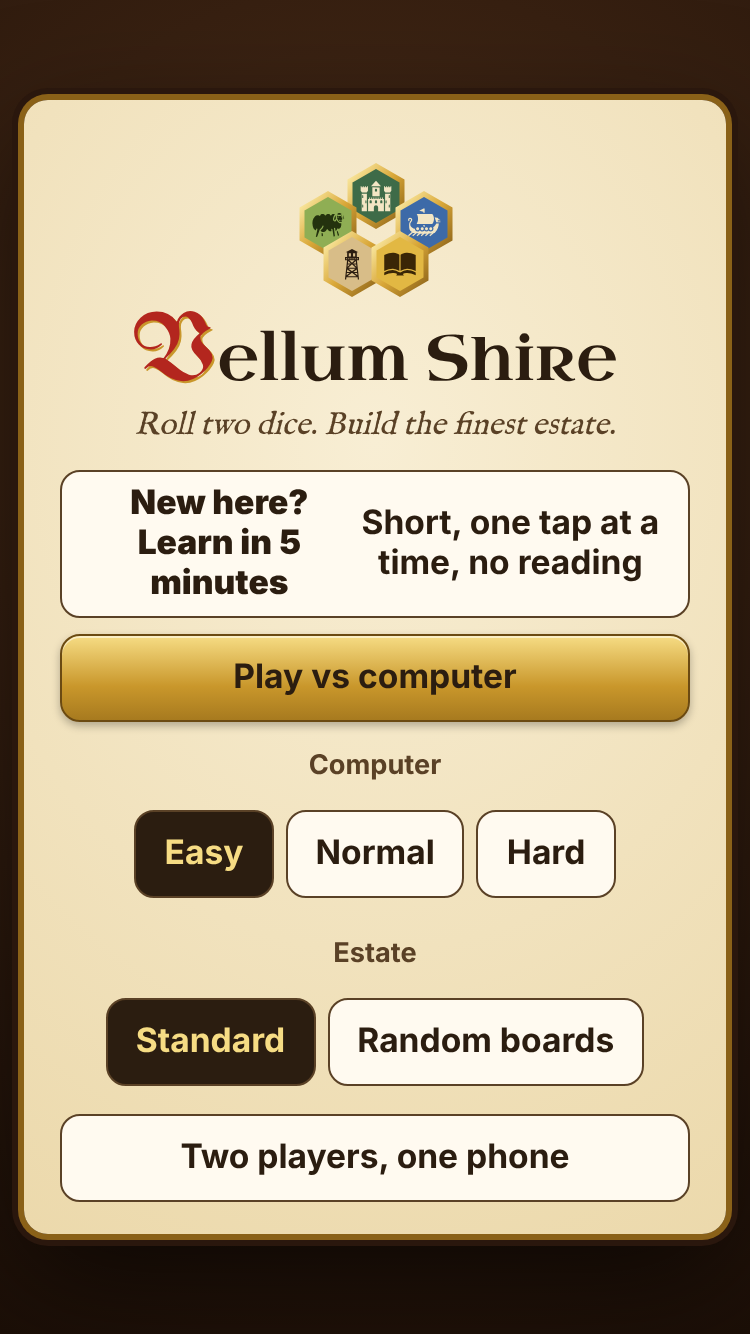 Bellum Shire
Roll two dice. Build the finest estate.
New here?
Learn in 5
minutes
Short, one tap at a
time, no reading
Play vs computer
Computer
Easy
Normal
Hard
Estate
Standard
Random boards
Two players, one phone